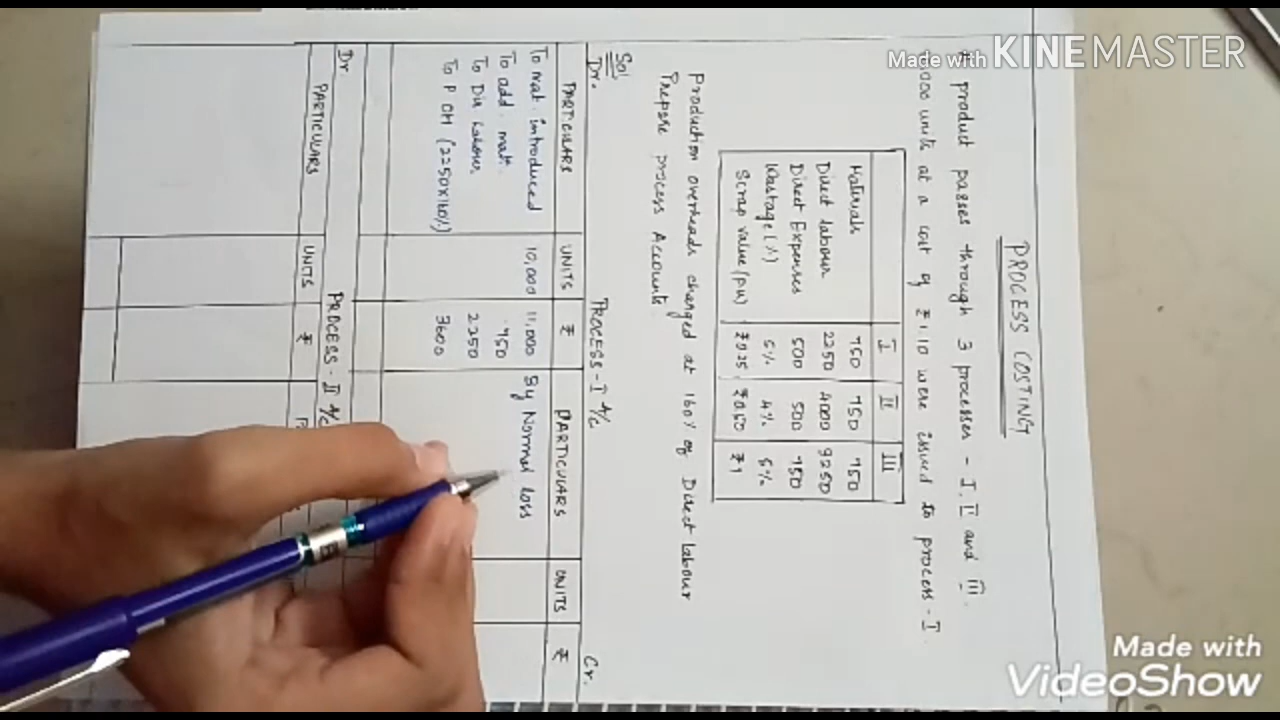 Made with KINEMASTER
PROCESS COSTING
product passes through 3 processes - I, II and III.
000 units at a cost of ₹ 1.10 were issued to process - I.
I II III
Materials 750 750 750
Direct labour 2250 4000 9250
Direct Expenses 500 500 750
Wastage (%) 5% 4% 5%
Scrap value (pu) ₹0.25 ₹0.50 ₹1
Production overheads charged at 160% of Direct labour
Prepare process Accounts.
Sol
Dr. PROCESS - I A/c Cr.
PARTICULARS UNITS ₹ PARTICULARS UNITS ₹
To mat. introduced 10,000 11,000 By Normal loss
To add. mat. 750
To Dir Labour 2250
To P OH (2250x160%) 3600
Dr PROCESS - II A/c
PARTICULARS UNITS ₹
Made with
VideoShow